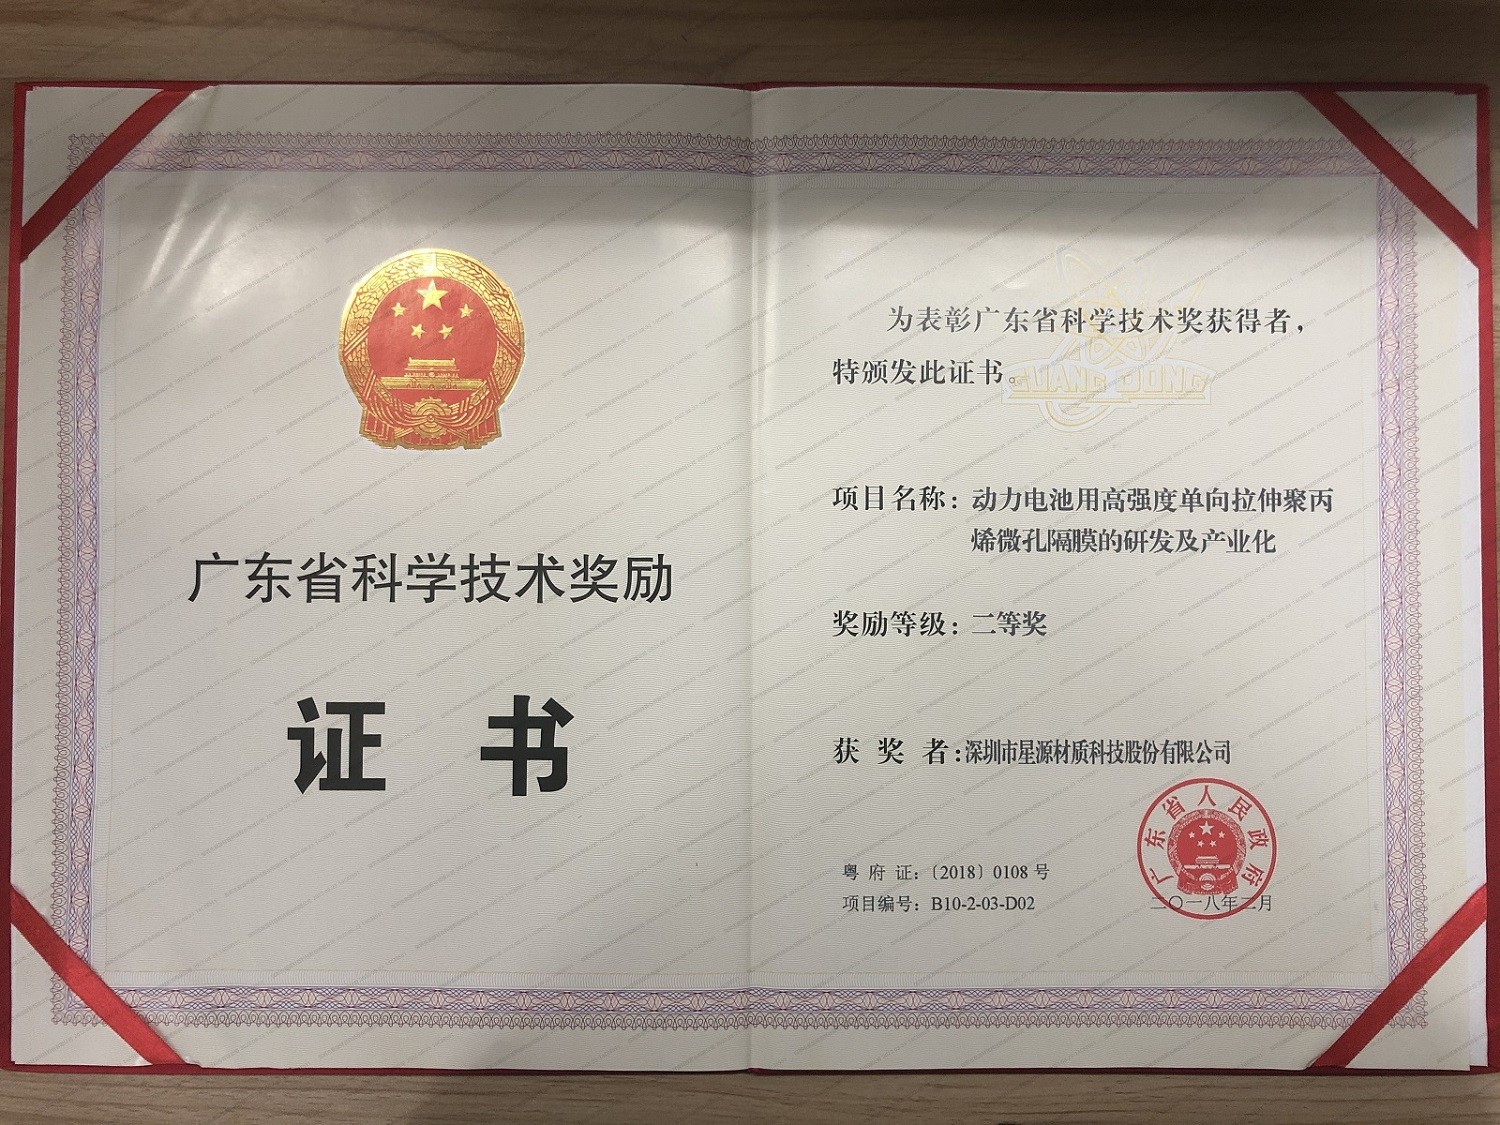 广东省科学技术奖励
证 书
为表彰广东省科学技术奖获得者，
特颁发此证书。
GUANG DONG
项目名称：动力电池用高强度单向拉伸聚丙
烯微孔隔膜的研发及产业化
奖励等级：二等奖
获 奖 者：深圳市星源材质科技股份有限公司
广东省人民政府
粤 府 证：〔2018〕0108 号
项目编号：B10-2-03-D02
二〇一八年二月